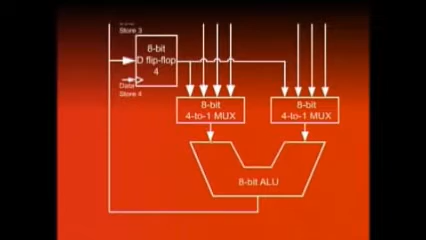 Store 3
8-bit
D flip-flop
4
Data
Store 4
8-bit
4-to-1 MUX
8-bit
4-to-1 MUX
8-bit ALU